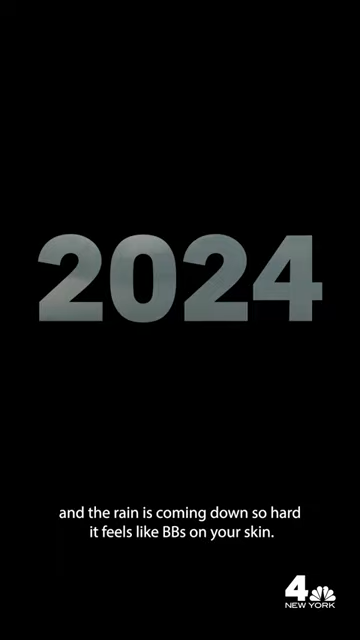 2024
and the rain is coming down so hard
it feels like BBs on your skin.
4
NEW YORK